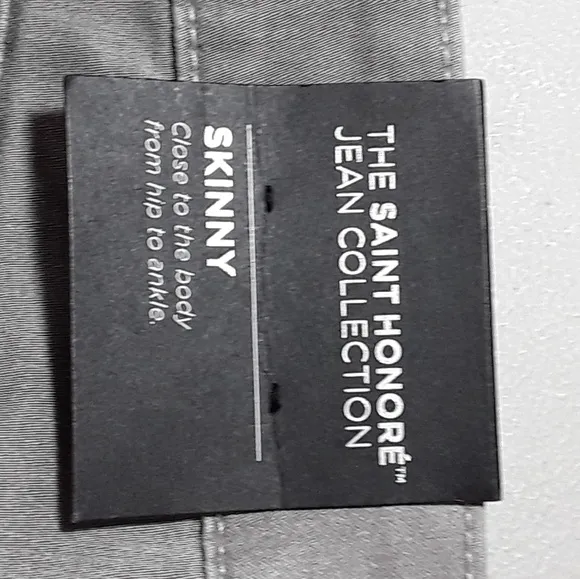 THE SAINT HONORÉ™
JEAN COLLECTION
SKINNY
Close to the body
from hip to ankle.